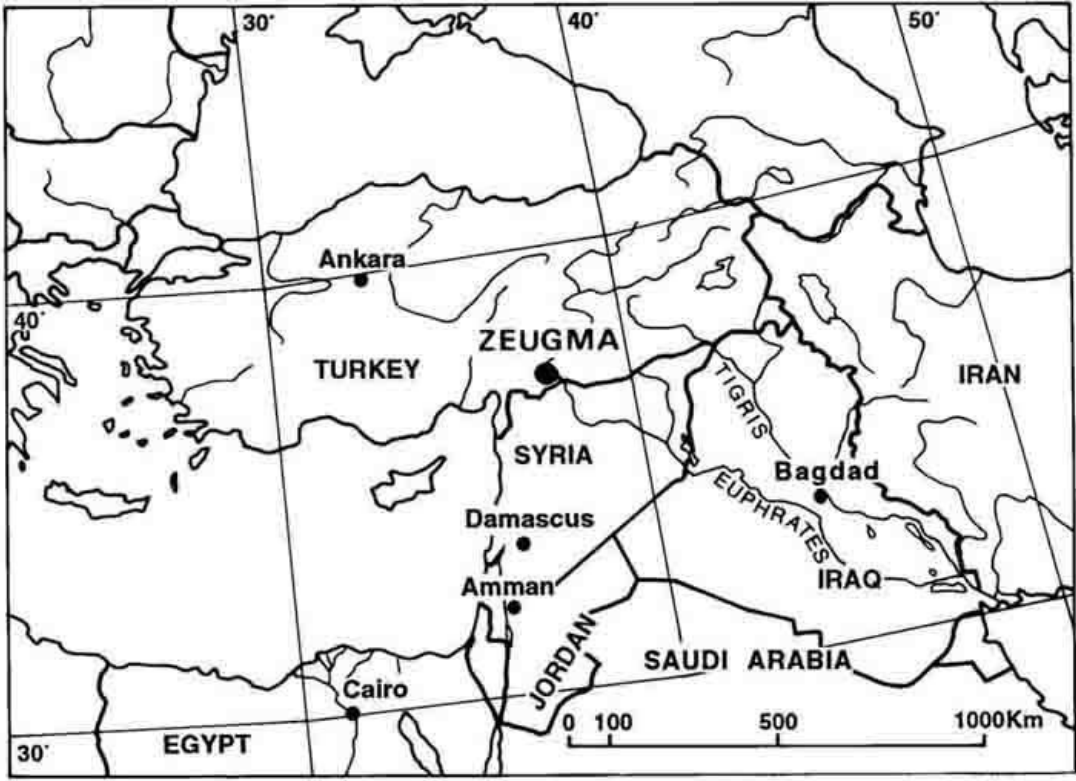 30°
40°
50°
Ankara
40°
ZEUGMA
TURKEY
IRAN
TIGRIS
SYRIA
Bagdad
EUPHRATES
Damascus
IRAQ
Amman
JORDAN
SAUDI ARABIA
Cairo
0 100 500 1000Km
30°
EGYPT